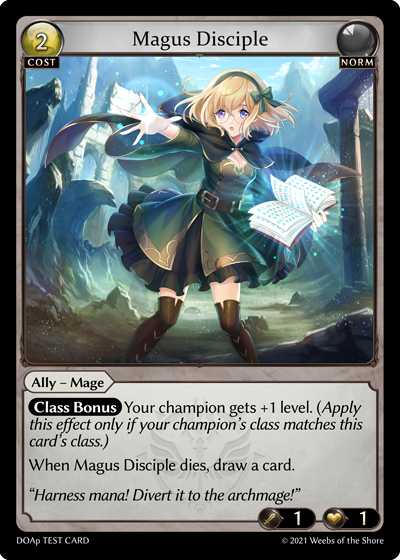 2
COST
Magus Disciple
NORM
Ally – Mage
Class Bonus Your champion gets +1 level. (Apply
this effect only if your champion's class matches this
card's class.)
When Magus Disciple dies, draw a card.
“Harness mana! Divert it to the archmage!”
1
1
DOAp TEST CARD
© 2021 Weebs of the Shore